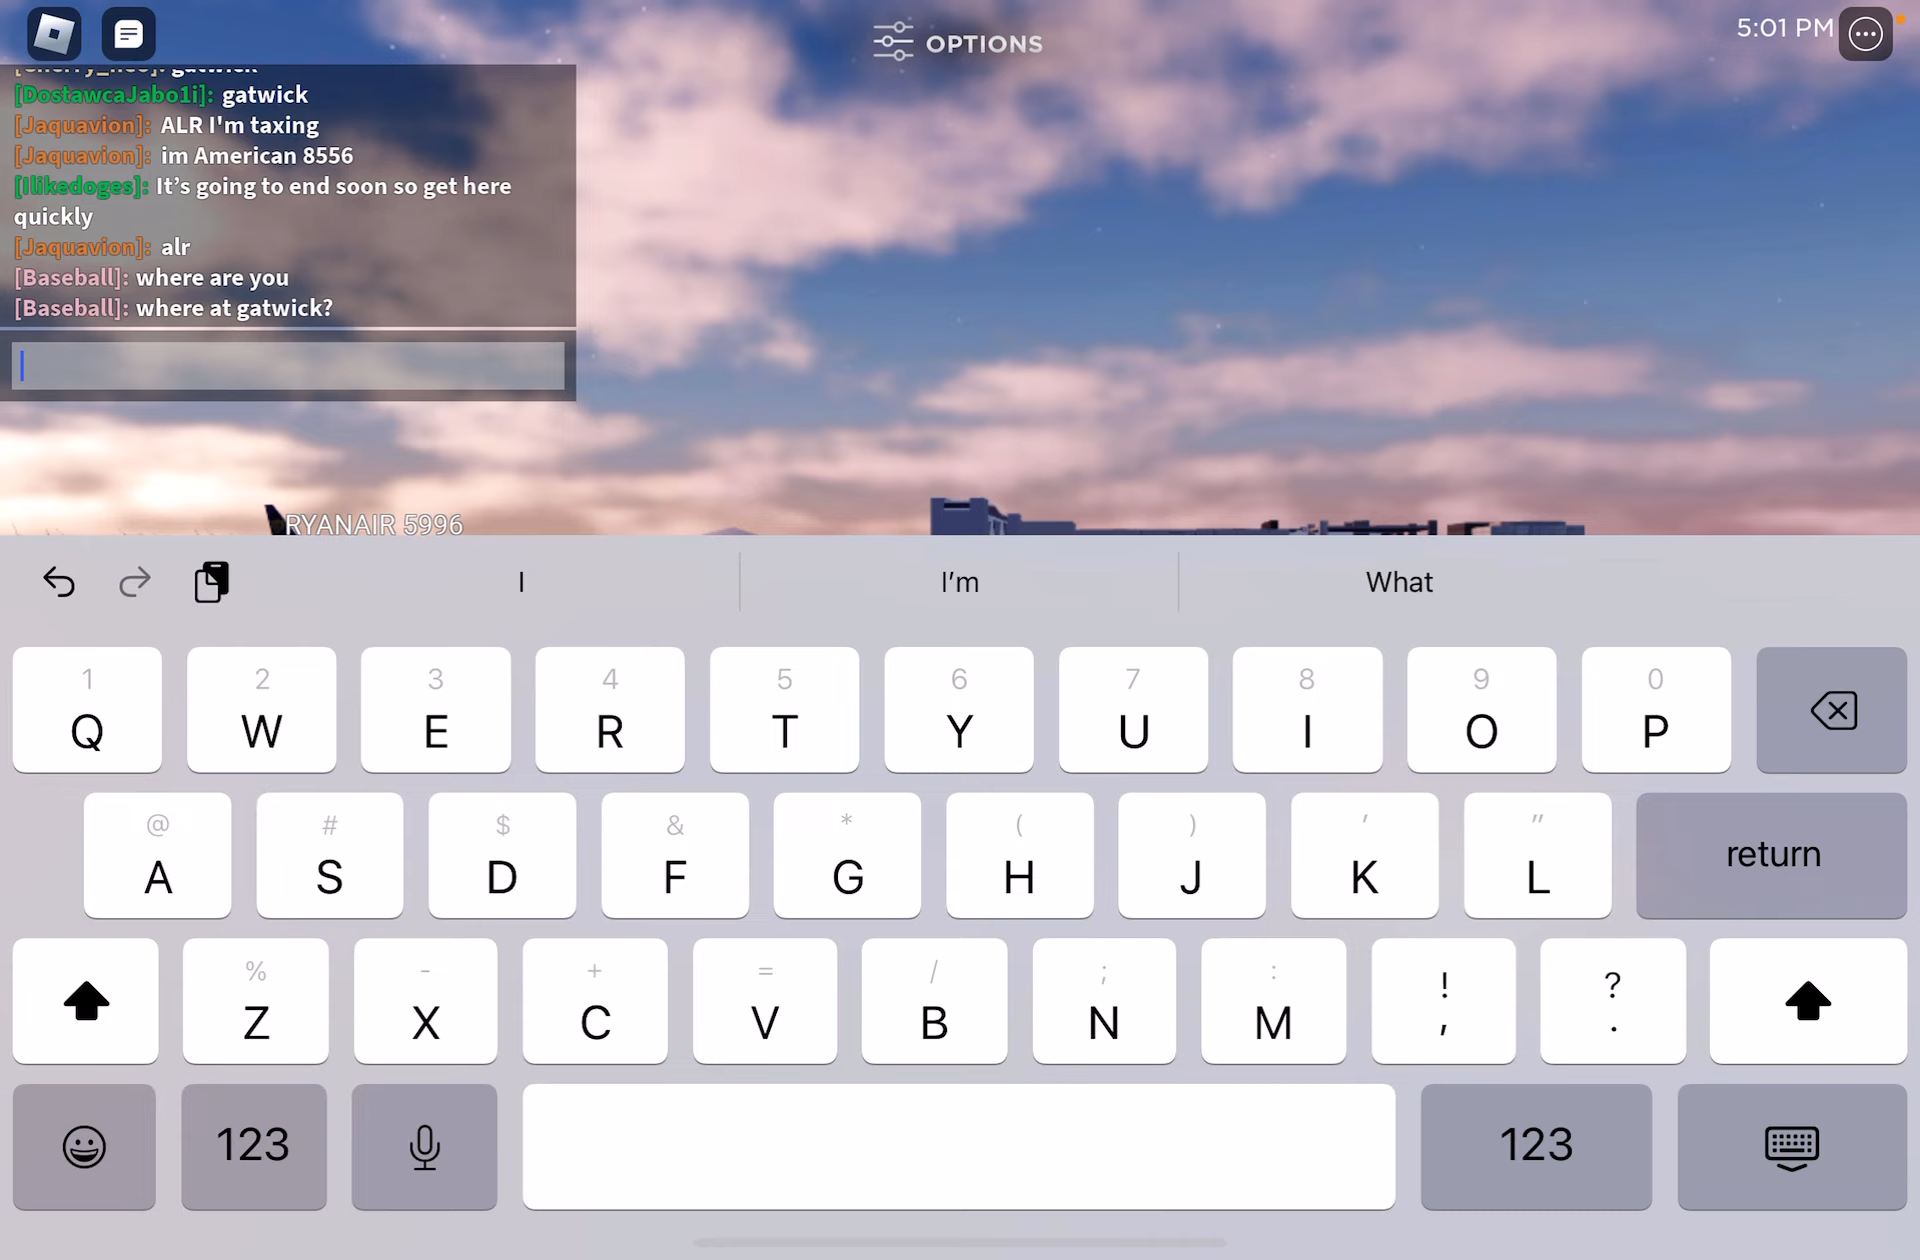 OPTIONS
5:01 PM
gatwick
[DostawcaJabo1i]: gatwick
[Jaquavion]: ALR I'm taxing
[Jaquavion]: im American 8556
[Ilikedoges]: It’s going to end soon so get here
quickly
[Jaquavion]: alr
[Baseball]: where are you
[Baseball]: where at gatwick?
RYANAIR 5996
I
I’m
What
1 2 3 4 5 6 7 8 9 0
Q W E R T Y U I O P
@ # $ & * ( ) ' "
A S D F G H J K L
return
% - + = / ; : ! ?
Z X C V B N M , .
123
123